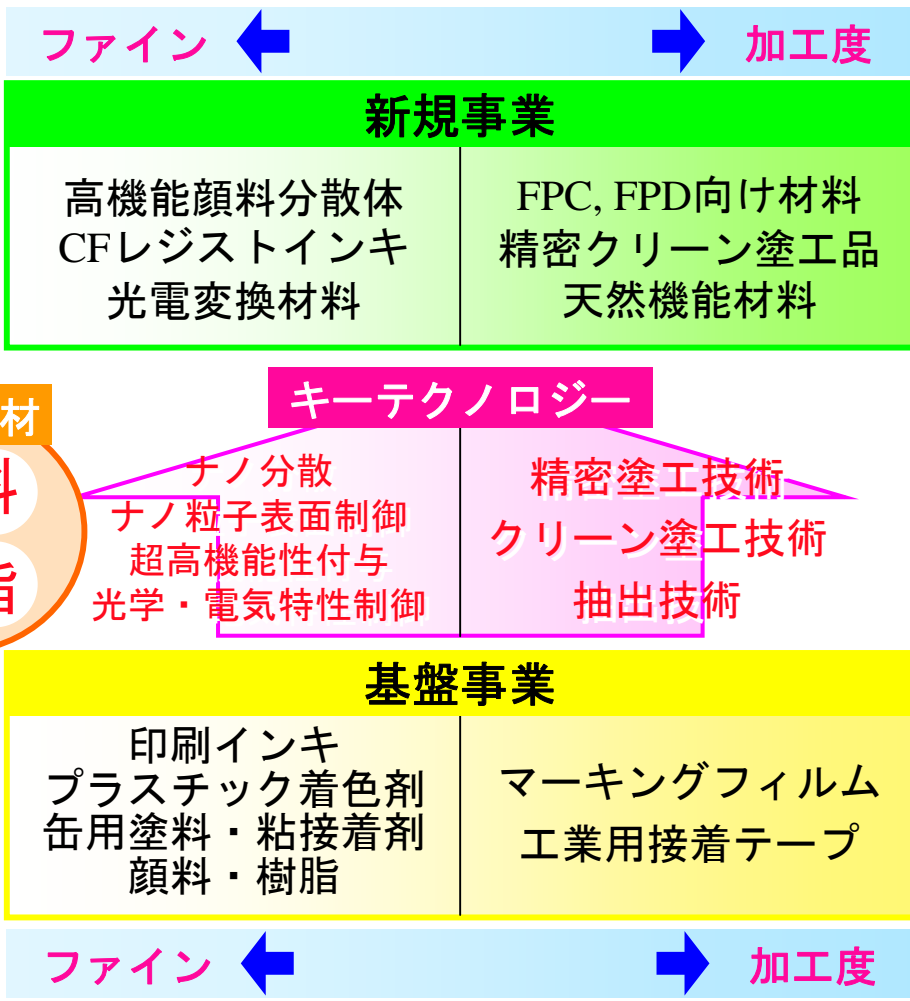 ファイン
加工度
新規事業
高機能顔料分散体
CFレジストインキ
光電変換材料
FPC, FPD向け材料
精密クリーン塗工品
天然機能材料
材
キーテクノロジー
ナノ分散
ナノ粒子表面制御
超高機能性付与
光学・電気特性制御
精密塗工技術
クリーン塗工技術
抽出技術
基盤事業
印刷インキ
プラスチック着色剤
缶用塗料・粘接着剤
顔料・樹脂
マーキングフィルム
工業用接着テープ
ファイン
加工度